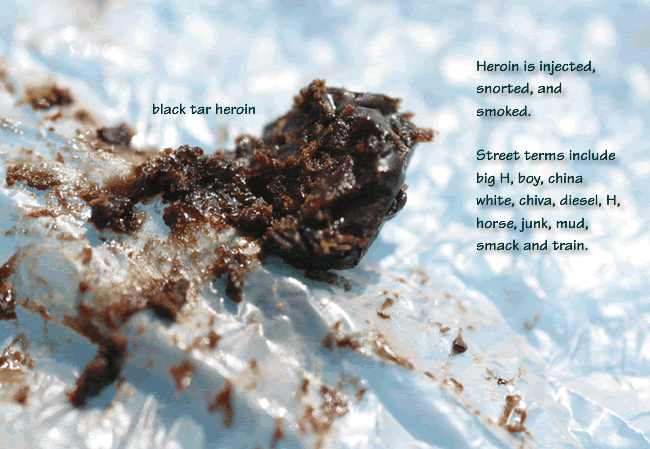 black tar heroin
Heroin is injected,
snorted, and
smoked.
Street terms include
big H, boy, china
white, chiva, diesel, H,
horse, junk, mud,
smack and train.